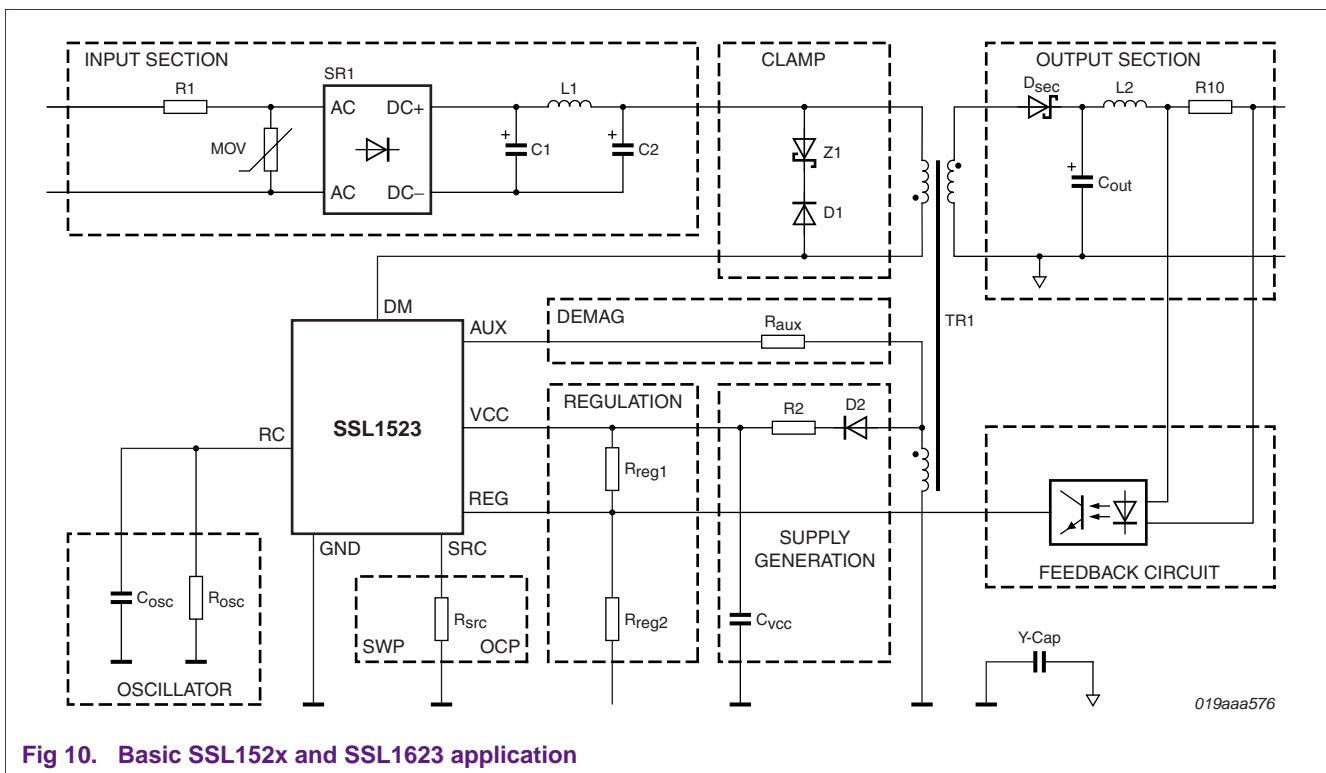 INPUT SECTION
CLAMP
OUTPUT SECTION
R1
SR1
L1
Dsec
L2
R10
AC
DC+
MOV
C1
C2
Z1
Cout
AC
DC−
D1
DM
DEMAG
AUX
Raux
TR1
REGULATION
R2
D2
VCC
SSL1523
RC
Rreg1
REG
SUPPLY
GENERATION
GND
SRC
FEEDBACK CIRCUIT
Cosc
Rosc
Rsrc
Rreg2
Cvcc
SWP
OCP
Y-Cap
OSCILLATOR
019aaa576
Fig 10. Basic SSL152x and SSL1623 application